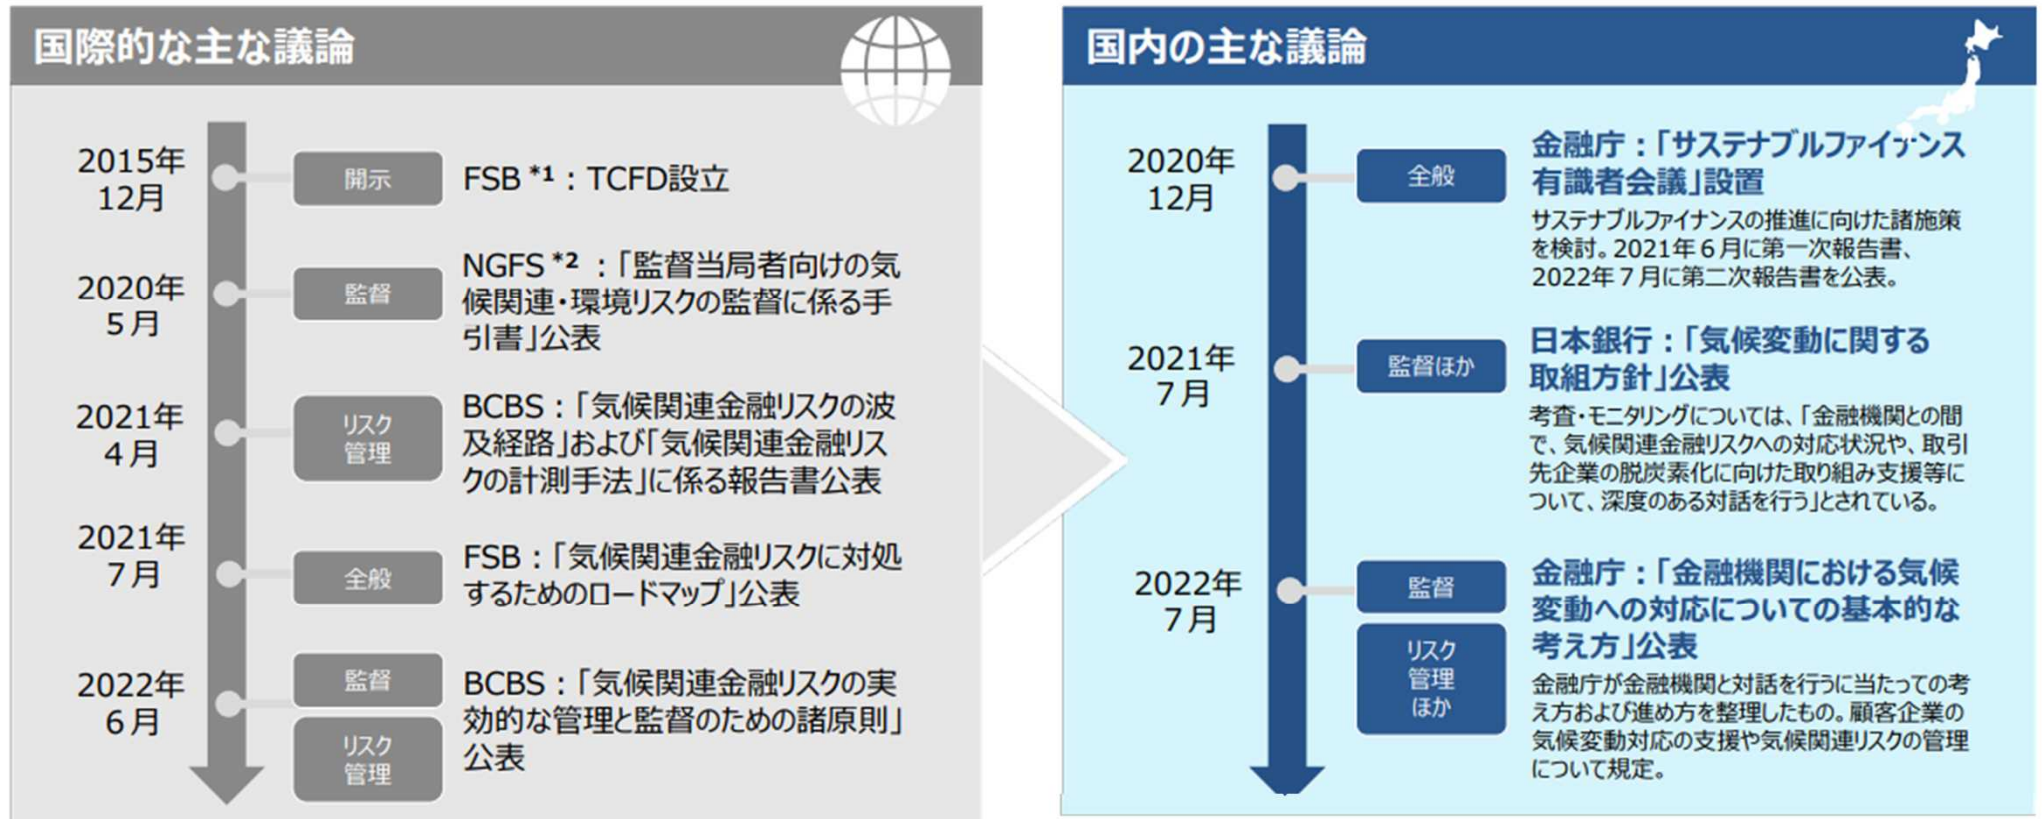 国際的な主な議論
2015年
12月
開示
FSB *1：TCFD設立
2020年
5月
監督
NGFS *2 ：「監督当局者向けの気
候関連・環境リスクの監督に係る手
引書」公表
2021年
4月
リスク
管理
BCBS：「気候関連金融リスクの波
及経路」および「気候関連金融リス
クの計測手法」に係る報告書公表
2021年
7月
全般
FSB：「気候関連金融リスクに対処
するためのロードマップ」公表
2022年
6月
監督
リスク
管理
BCBS：「気候関連金融リスクの実
効的な管理と監督のための諸原則」
公表
国内の主な議論
2020年
12月
全般
金融庁：「サステナブルファイナンス
有識者会議」設置
サステナブルファイナンスの推進に向けた諸施策
を検討。2021年６月に第一次報告書、
2022年７月に第二次報告書を公表。
2021年
７月
監督ほか
日本銀行：「気候変動に関する
取組方針」公表
考査・モニタリングについては、「金融機関との間
で、気候関連金融リスクへの対応状況や、取引
先企業の脱炭素化に向けた取り組み支援等に
ついて、深度のある対話を行う」とされている。
2022年
７月
監督
リスク
管理
ほか
金融庁：「金融機関における気候
変動への対応についての基本的な
考え方」公表
金融庁が金融機関と対話を行うに当たっての考
え方および進め方を整理したもの。顧客企業の
気候変動対応の支援や気候関連リスクの管理
について規定。